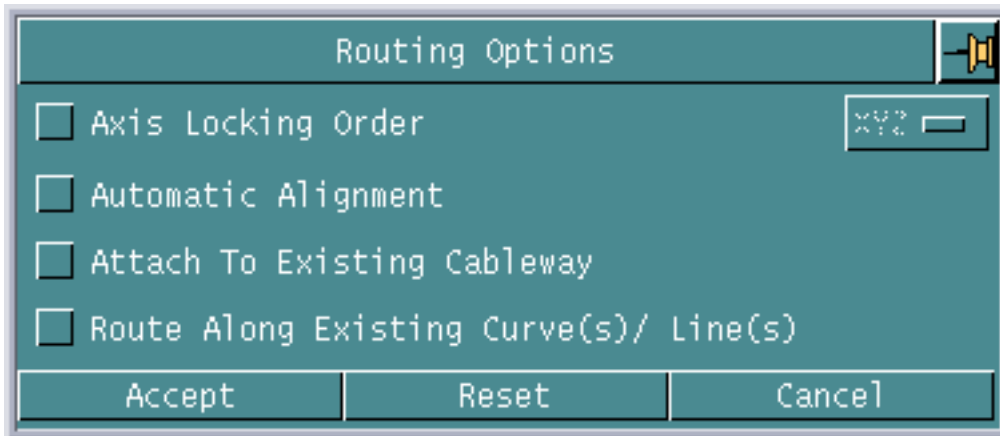 Routing Options
Axis Locking Order XYZ
Automatic Alignment
Attach To Existing Cableway
Route Along Existing Curve(s)/ Line(s)
Accept Reset Cancel